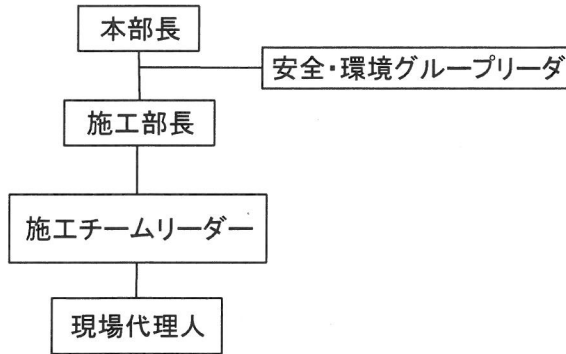 本部長
安全・環境グループリーダ
施工部長
施工チームリーダー
現場代理人